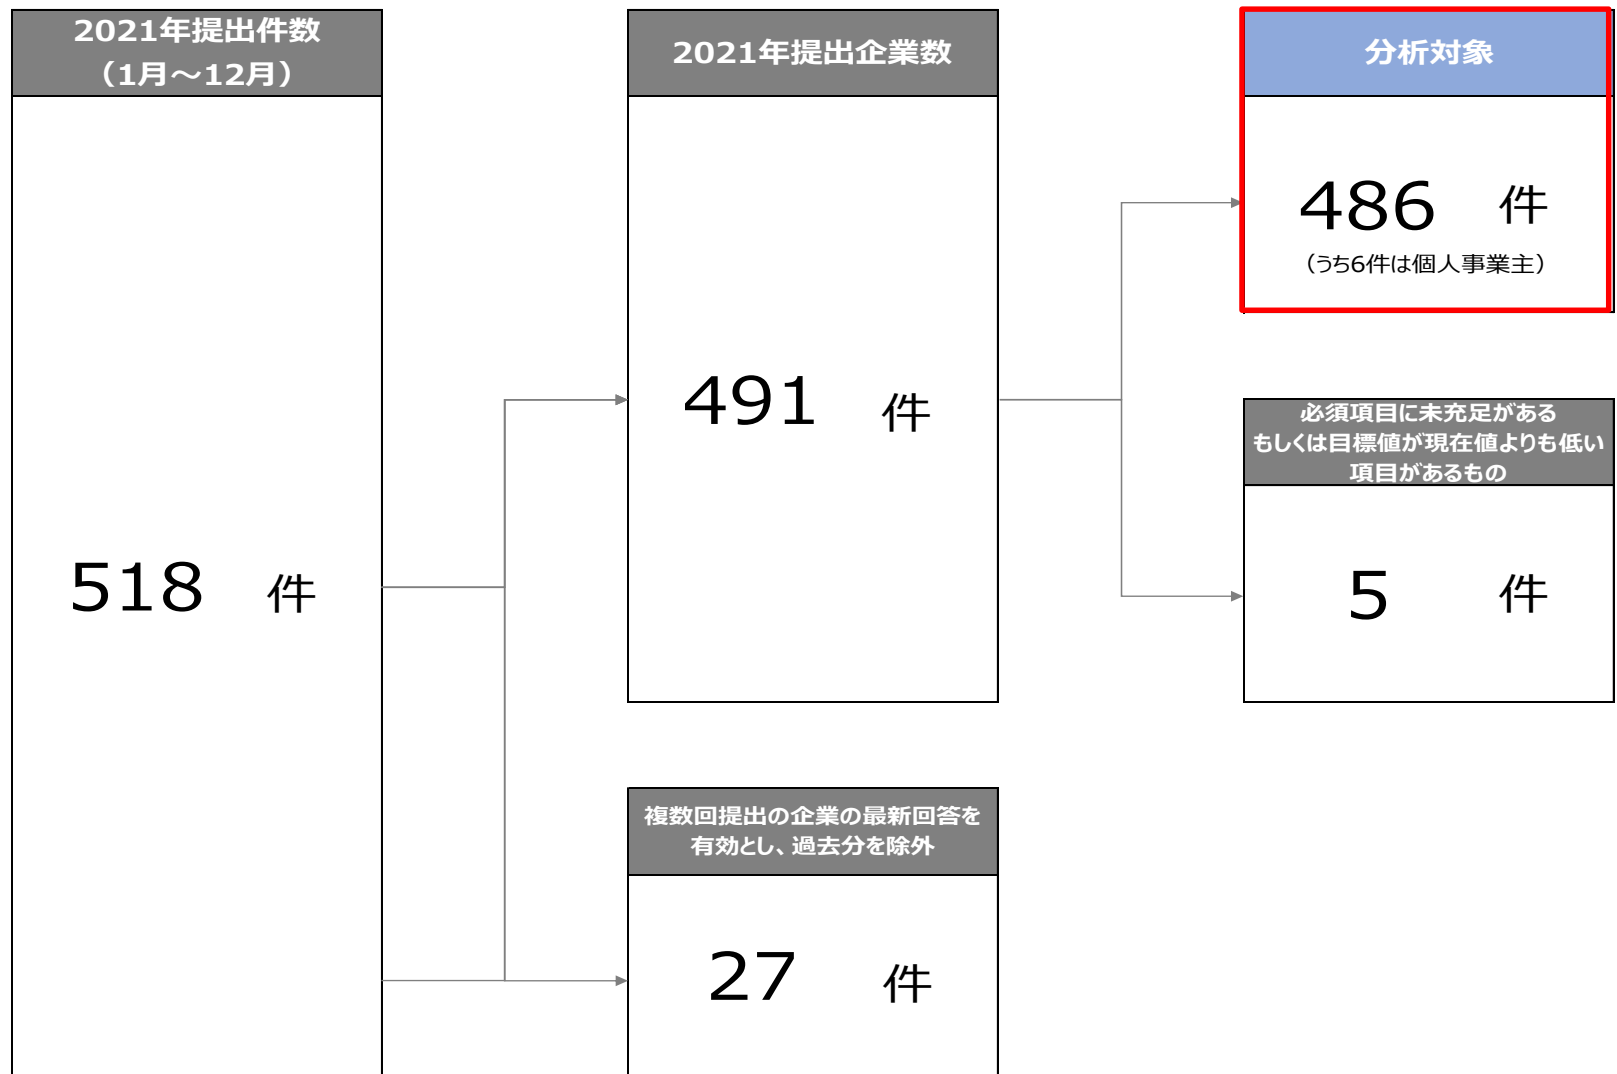 2021年提出件数
（1月～12月）
518 件
2021年提出企業数
491 件
複数回提出の企業の最新回答を
有効とし、過去分を除外
27 件
分析対象
486 件
（うち6件は個人事業主）
必須項目に未充足がある
もしくは目標値が現在値よりも低い
項目があるもの
5 件